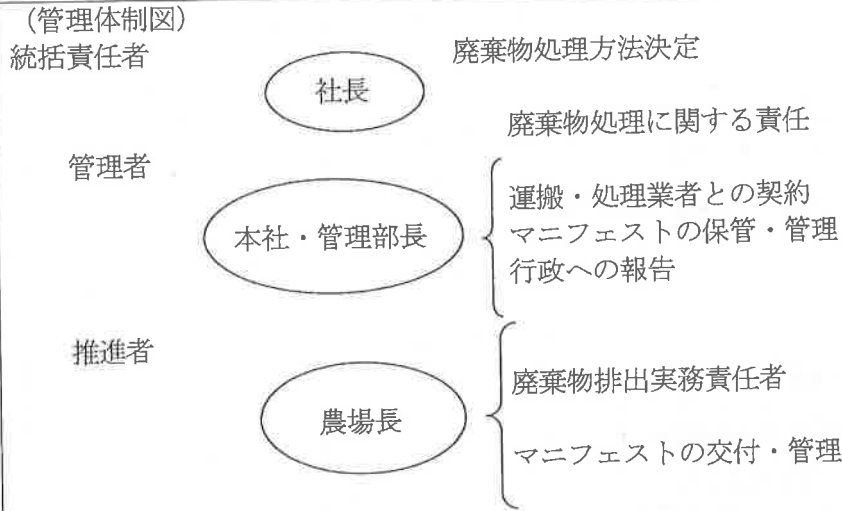 （管理体制図）
統括責任者
社長
廃棄物処理方法決定
廃棄物処理に関する責任
管理者
本社・管理部長
運搬・処理業者との契約
マニフェストの保管・管理
行政への報告
推進者
農場長
廃棄物排出実務責任者
マニフェストの交付・管理